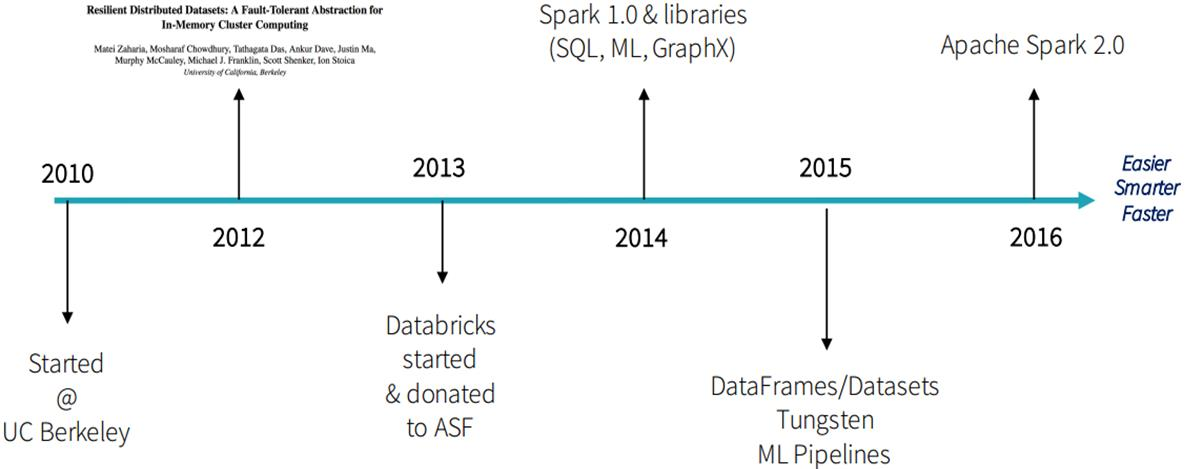 Resilient Distributed Datasets: A Fault-Tolerant Abstraction for
In-Memory Cluster Computing
Matei Zaharia, Mosharaf Chowdhury, Tathagata Das, Ankur Dave, Justin Ma,
Murphy McCauley, Michael J. Franklin, Scott Shenker, Ion Stoica
University of California, Berkeley
Spark 1.0 & libraries
(SQL, ML, GraphX)
Apache Spark 2.0
2010
2013
2015
Easier
Smarter
Faster
2012
2014
2016
Started
@
UC Berkeley
Databricks
started
& donated
to ASF
DataFrames/Datasets
Tungsten
ML Pipelines